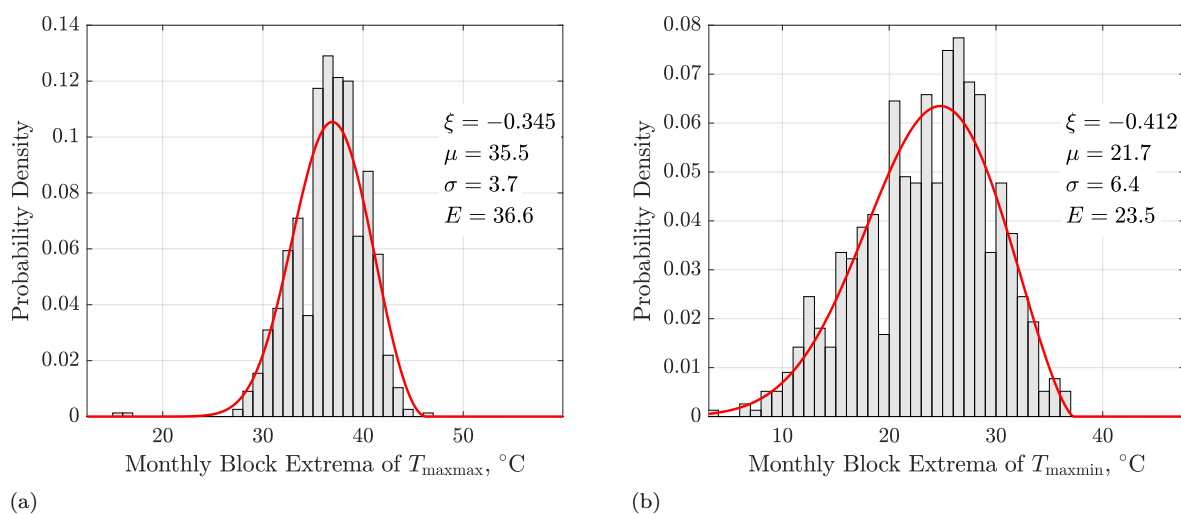 0.14
0.12
0.1
0.08
0.06
0.04
0.02
0
Probability Density
ξ = −0.345
μ = 35.5
σ = 3.7
E = 36.6
20 30 40 50
Monthly Block Extrema of T_maxmax, °C
(a)
0.08
0.07
0.06
0.05
0.04
0.03
0.02
0.01
0
Probability Density
ξ = −0.412
μ = 21.7
σ = 6.4
E = 23.5
10 20 30 40
Monthly Block Extrema of T_maxmin, °C
(b)